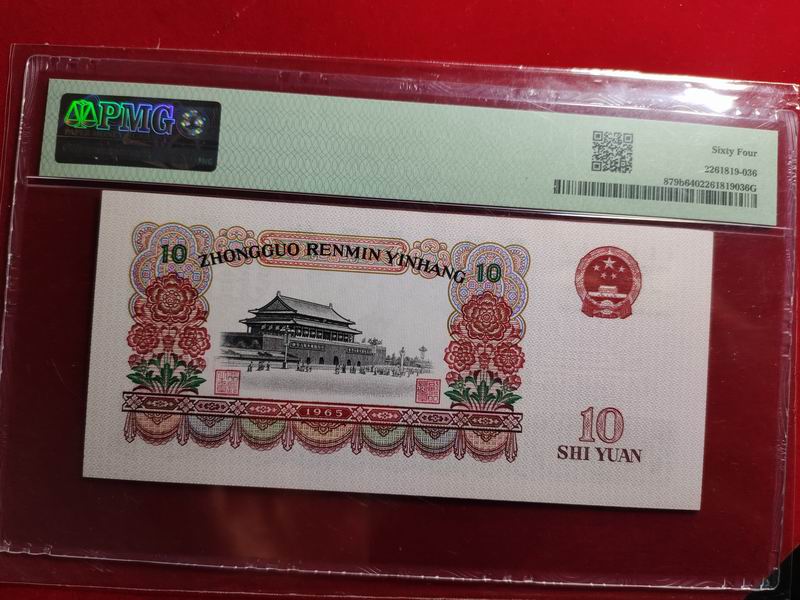 PMG
Sixty Four
2261819-036
879b6402261819036G
10 ZHONGGUO RENMIN YINHANG 10
1965
10
SHI YUAN